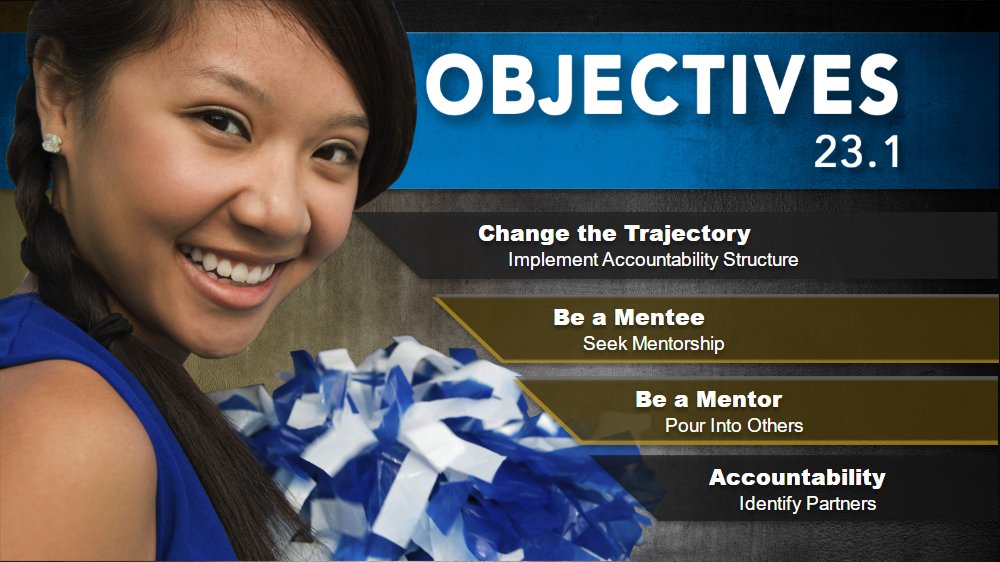 OBJECTIVES
23.1
Change the Trajectory
Implement Accountability Structure
Be a Mentee
Seek Mentorship
Be a Mentor
Pour Into Others
Accountability
Identify Partners